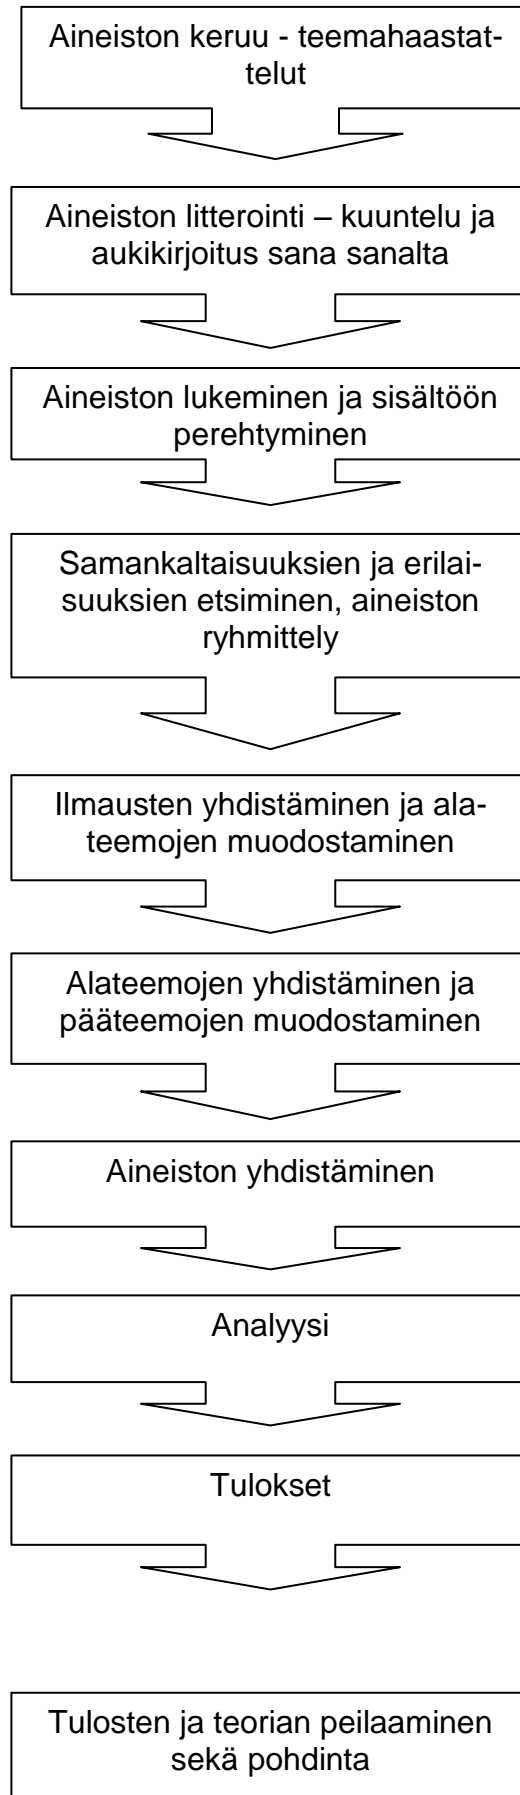 Aineiston keruu - teemahaastat-
telut
Aineiston litterointi – kuuntelu ja
aukikirjoitus sana sanalta
Aineiston lukeminen ja sisältöön
perehtyminen
Samankaltaisuuksien ja erilai-
suuksien etsiminen, aineiston
ryhmittely
Ilmausten yhdistäminen ja ala-
teemojen muodostaminen
Alateemojen yhdistäminen ja
pääteemojen muodostaminen
Aineiston yhdistäminen
Analyysi
Tulokset
Tulosten ja teorian peilaaminen
sekä pohdinta